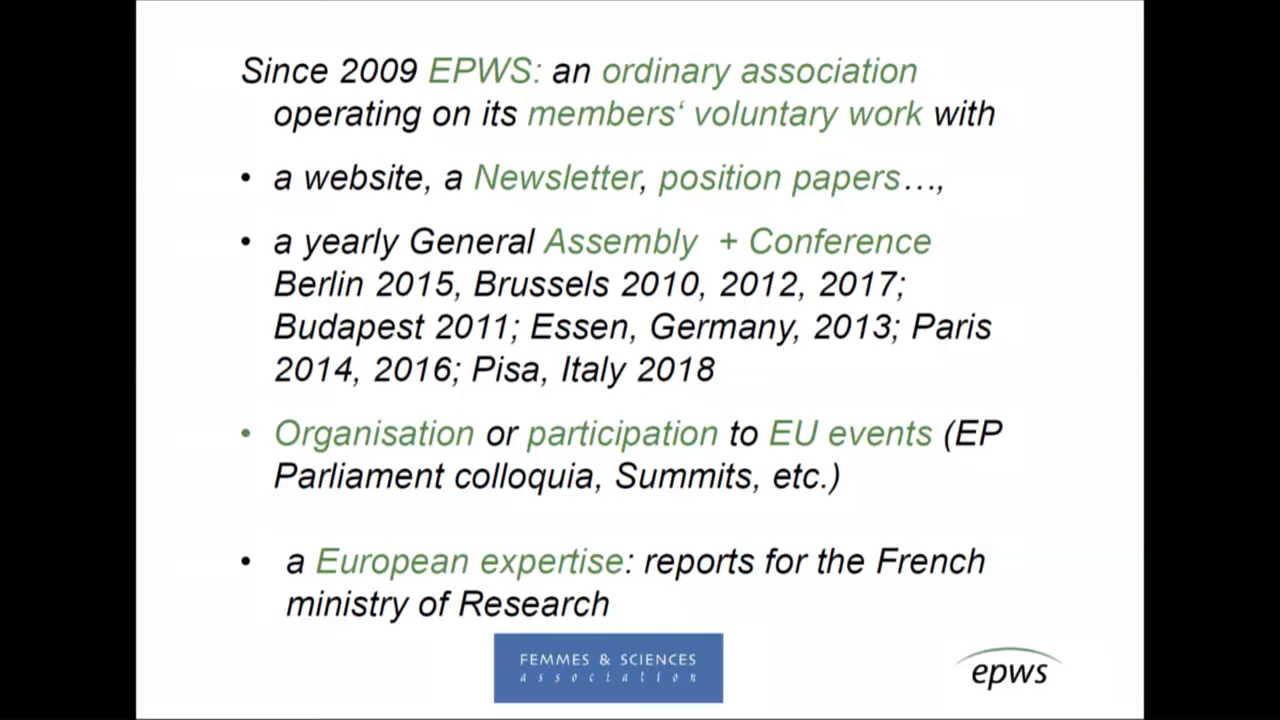 Since 2009 EPWS: an ordinary association
operating on its members‘ voluntary work with
• a website, a Newsletter, position papers…,
• a yearly General Assembly + Conference
Berlin 2015, Brussels 2010, 2012, 2017;
Budapest 2011; Essen, Germany, 2013; Paris
2014, 2016; Pisa, Italy 2018
• Organisation or participation to EU events (EP
Parliament colloquia, Summits, etc.)
• a European expertise: reports for the French
ministry of Research
FEMMES & SCIENCES
association
epws